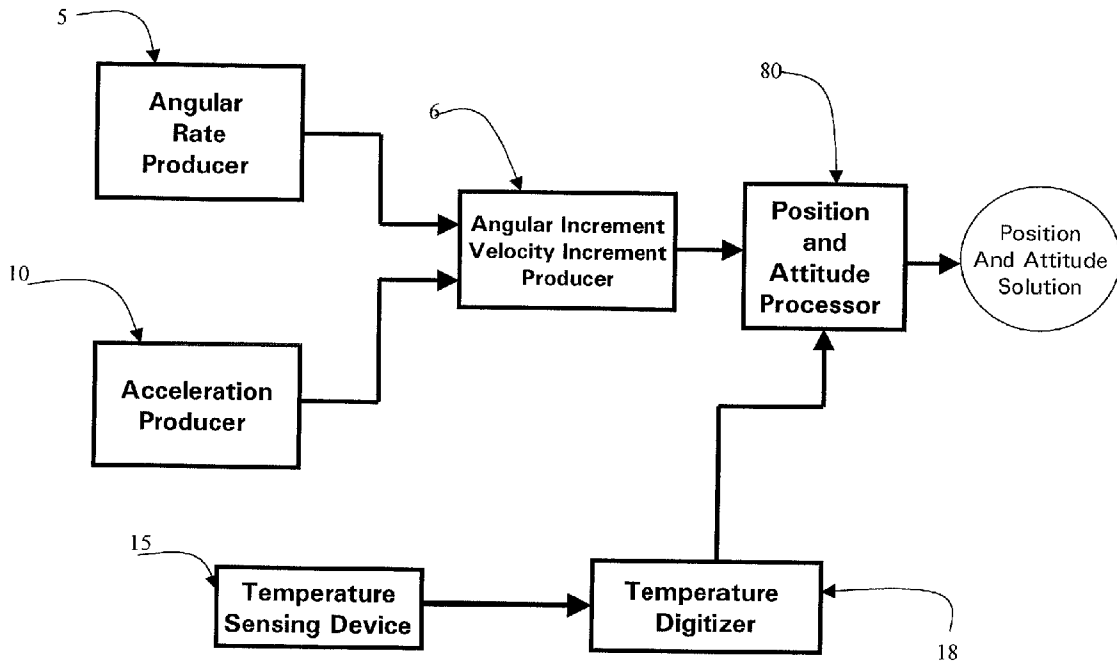 5
Angular
Rate
Producer
10
Acceleration
Producer
6
Angular Increment
Velocity Increment
Producer
80
Position
and
Attitude
Processor
Position
And Attitude
Solution
15
Temperature
Sensing Device
Temperature
Digitizer
18